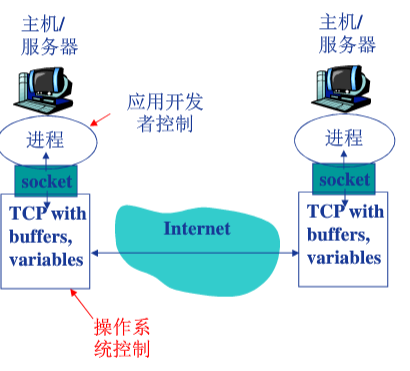 主机/
服务器
主机/
服务器
应用开发
者控制
进程
进程
socket
socket
TCP with
buffers,
variables
Internet
TCP with
buffers,
variables
操作系
统控制